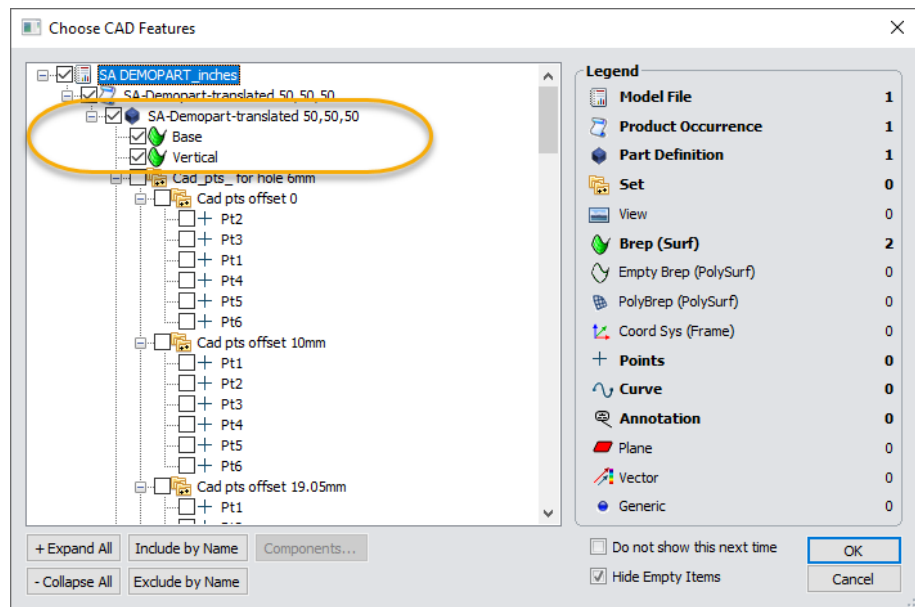 Choose CAD Features
SA DEMOPART_inches
SA-Demopart-translated 50,50,50
SA-Demopart-translated 50,50,50
Base
Vertical
Cad_pts_ for hole 6mm
Cad pts offset 0
Pt2
Pt3
Pt1
Pt4
Pt5
Pt6
Cad pts offset 10mm
Pt1
Pt2
Pt3
Pt4
Pt5
Pt6
Cad pts offset 19.05mm
Pt1
Legend
Model File 1
Product Occurrence 1
Part Definition 1
Set 0
View 0
Brep (Surf) 2
Empty Brep (PolySurf) 0
PolyBrep (PolySurf) 0
Coord Sys (Frame) 0
Points 0
Curve 0
Annotation 0
Plane 0
Vector 0
Generic 0
+ Expand All Include by Name Components...
- Collapse All Exclude by Name
Do not show this next time OK
Hide Empty Items Cancel